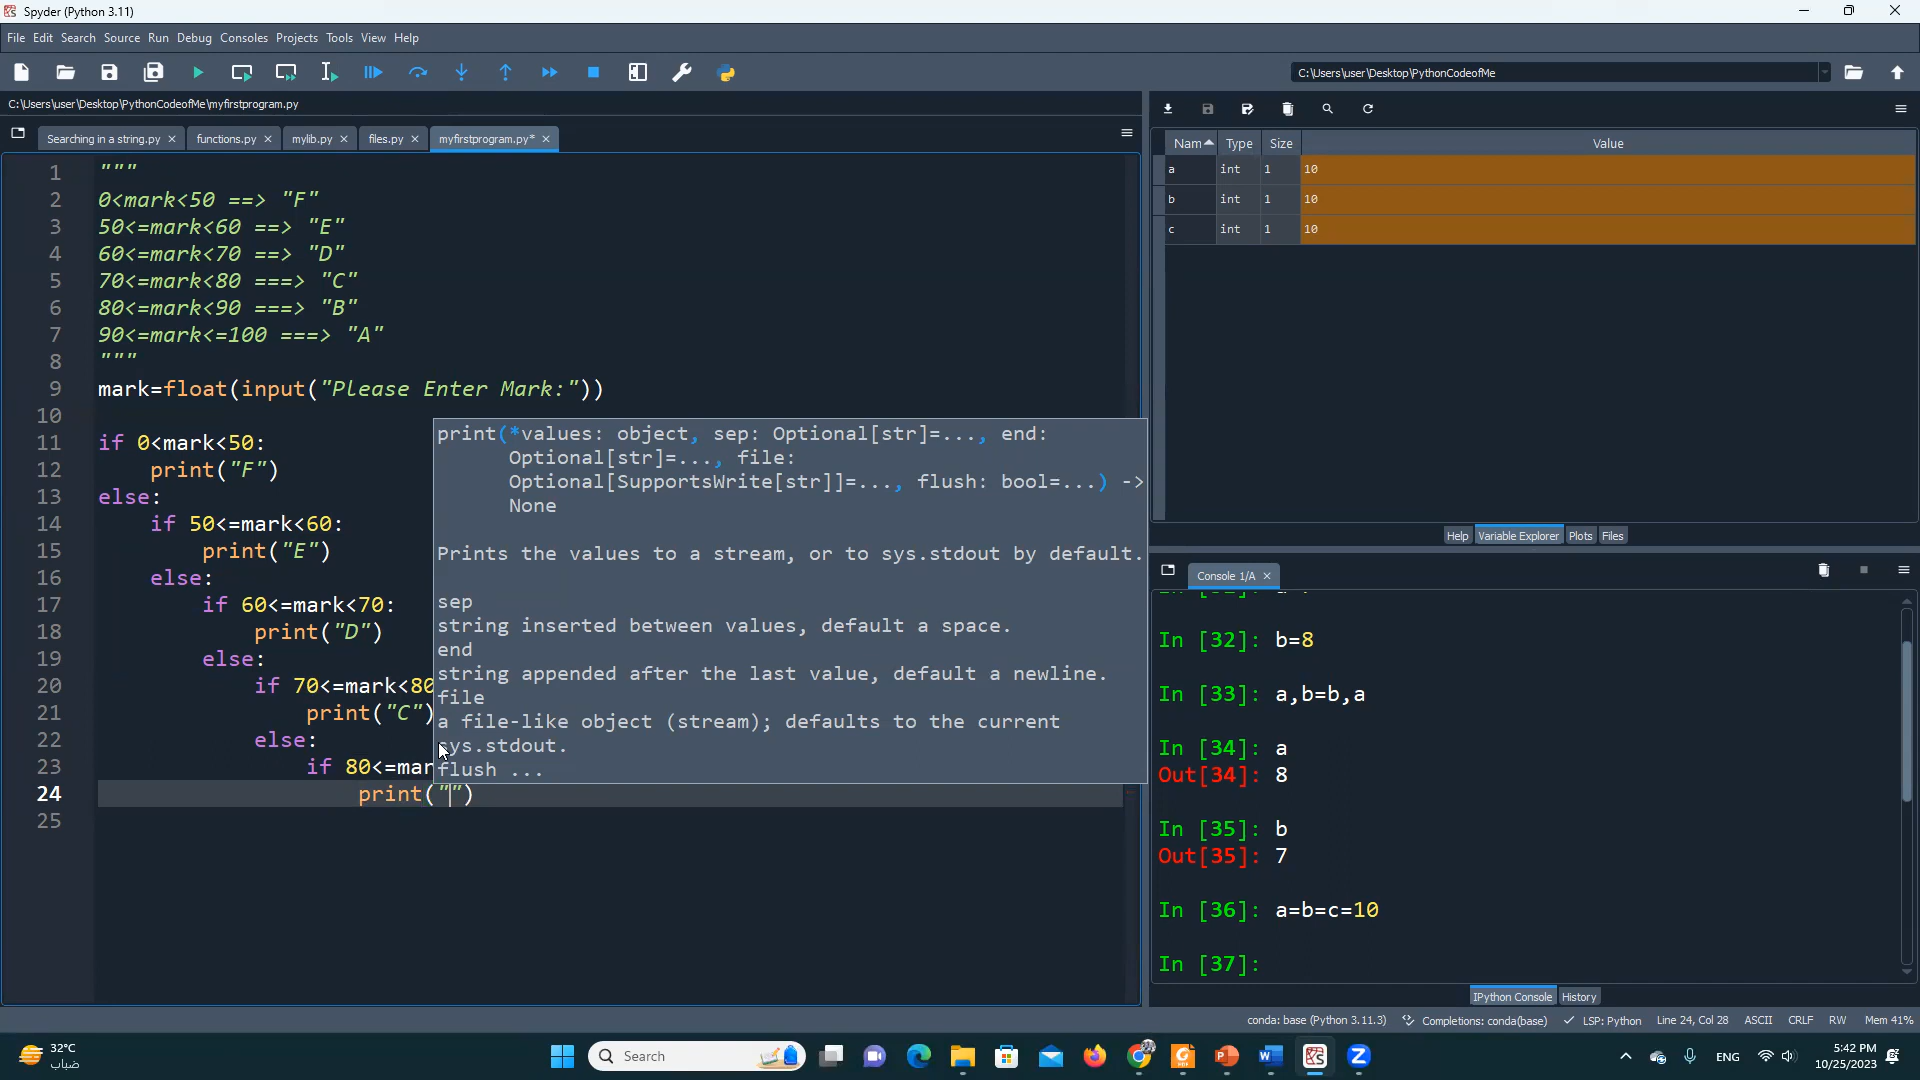 Spyder (Python 3.11)
File Edit Search Source Run Debug Consoles Projects Tools View Help
C:\Users\user\Desktop\PythonCodeofMe
C:\Users\user\Desktop\PythonCodeofMe\myfirstprogram.py
Searching in a string.py functions.py mylib.py files.py myfirstprogram.py*
1 """
2 0<mark<50 ==> "F"
3 50<=mark<60 ==> "E"
4 60<=mark<70 ==> "D"
5 70<=mark<80 ===> "C"
6 80<=mark<90 ===> "B"
7 90<=mark<=100 ===> "A"
8 """
9 mark=float(input("Please Enter Mark:"))
10
11 if 0<mark<50:
12 print("F")
13 else:
14 if 50<=mark<60:
15 print("E")
16 else:
17 if 60<=mark<70:
18 print("D")
19 else:
20 if 70<=mark<80
21 print("C")
22 else:
23 if 80<=mar
24 print("")
25
print(*values: object, sep: Optional[str]=..., end:
Optional[str]=..., file:
Optional[SupportsWrite[str]]=..., flush: bool=...) ->
None
Prints the values to a stream, or to sys.stdout by default.
sep
string inserted between values, default a space.
end
string appended after the last value, default a newline.
file
a file-like object (stream); defaults to the current
sys.stdout.
flush ...
Nam Type Size Value
a int 1 10
b int 1 10
c int 1 10
Help Variable Explorer Plots Files
Console 1/A
In [32]: b=8
In [33]: a,b=b,a
In [34]: a
Out[34]: 8
In [35]: b
Out[35]: 7
In [36]: a=b=c=10
In [37]:
IPython Console History
conda: base (Python 3.11.3) Completions: conda(base) LSP: Python Line 24, Col 28 ASCII CRLF RW Mem 41%
32°C
ضباب
Search
ENG
5:42 PM
10/25/2023